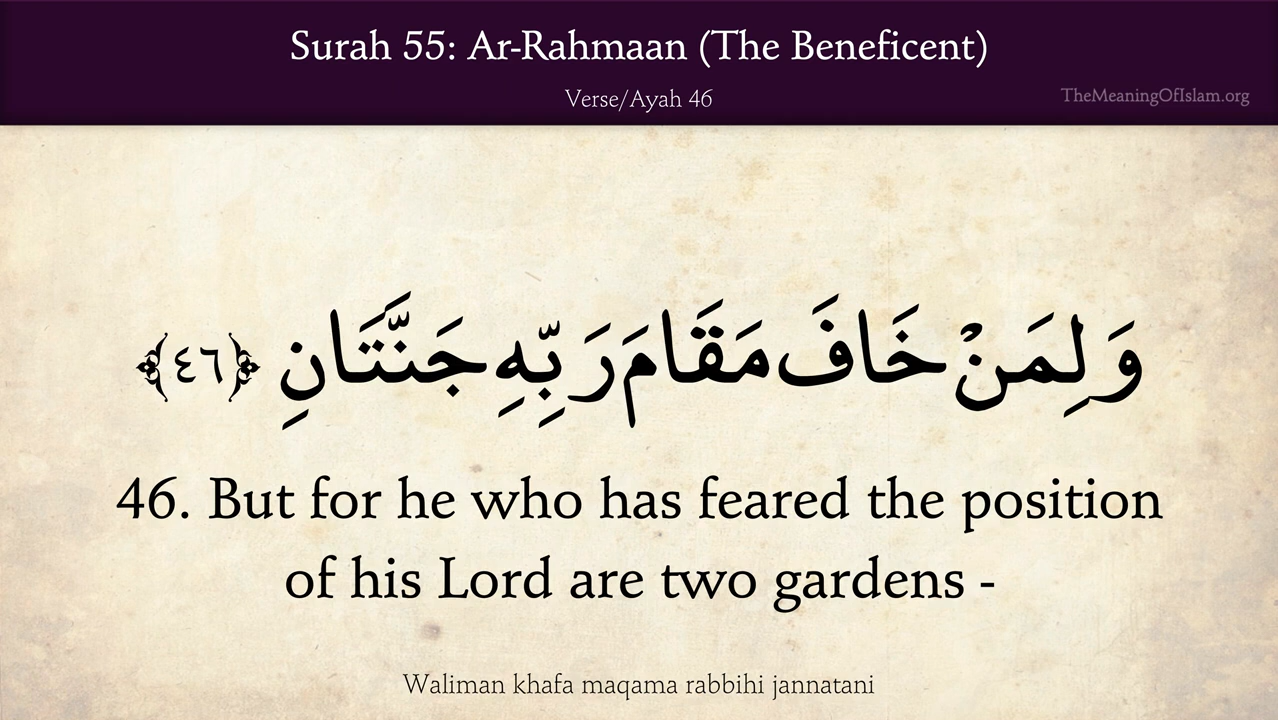 Surah 55: Ar-Rahmaan (The Beneficent)
Verse/Ayah 46
TheMeaningOfIslam.org
وَلِمَنْ خَافَ مَقَامَ رَبِّهِ جَنَّتَانِ ﴿٤٦﴾
46. But for he who has feared the position
of his Lord are two gardens -
Waliman khafa maqama rabbihi jannatani